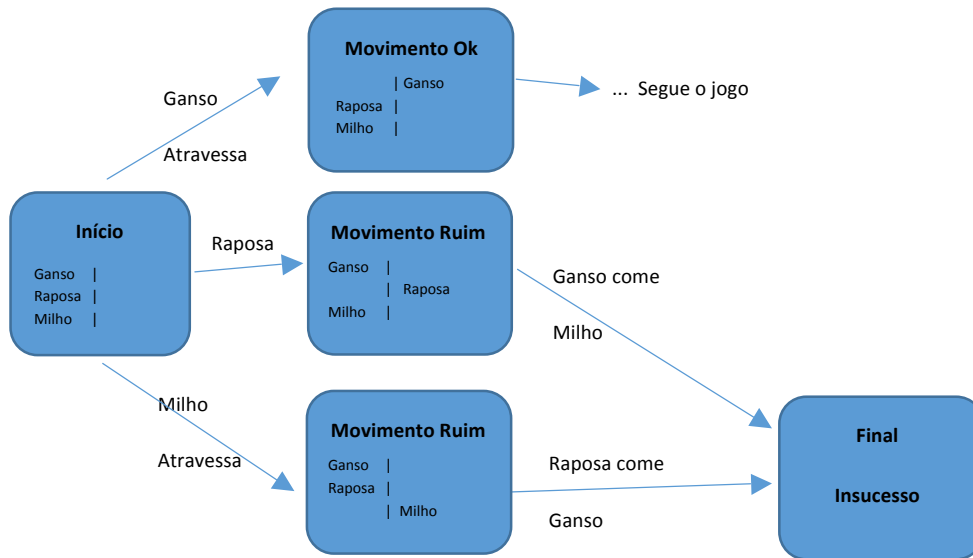 Movimento Ok
| Ganso
Raposa |
Milho |
... Segue o jogo
Ganso
Atravessa
Início
Ganso |
Raposa |
Milho |
Raposa
Movimento Ruim
Ganso |
| Raposa
Milho |
Ganso come
Milho
Milho
Atravessa
Movimento Ruim
Ganso |
Raposa |
| Milho
Raposa come
Ganso
Final
Insucesso